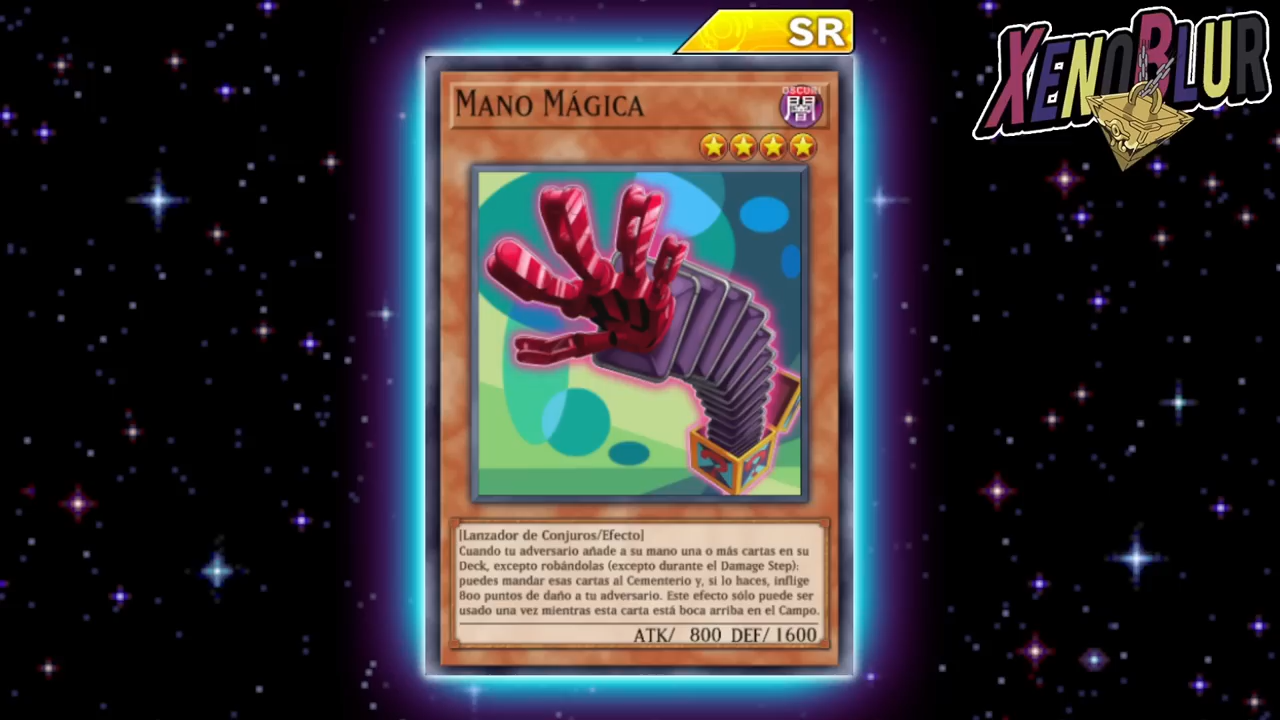 SR
XENOBLUR
MANO MÁGICA
OSCURI
闇
[Lanzador de Conjuros/Efecto]
Cuando tu adversario añade a su mano una o más cartas en su
Deck, excepto robándolas (excepto durante el Damage Step):
puedes mandar esas cartas al Cementerio y, si lo haces, inflige
800 puntos de daño a tu adversario. Este efecto sólo puede ser
usado una vez mientras esta carta está boca arriba en el Campo.
ATK/ 800 DEF/ 1600